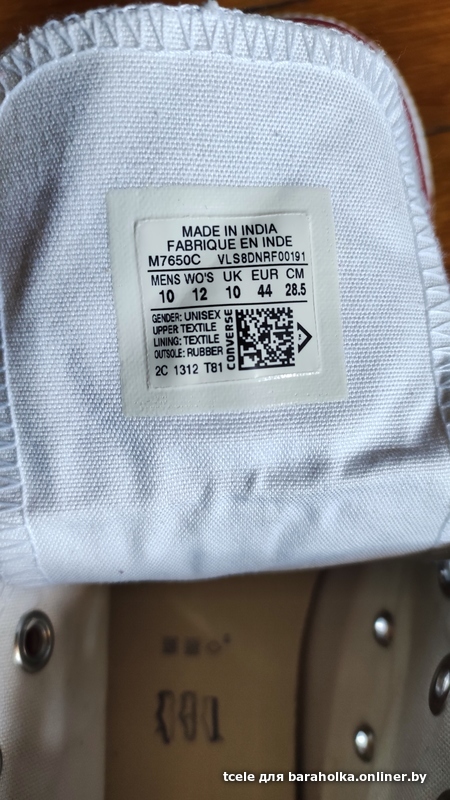 MADE IN INDIA
FABRIQUE EN INDE
M7650C VLS8DNRF00191
MENS WO'S UK EUR CM
10 12 10 44 28.5
GENDER: UNISEX
UPPER TEXTILE
LINING: TEXTILE
OUTSOLE: RUBBER
2C 1312 T81
CONVERSE
tcele для baraholka.onliner.by